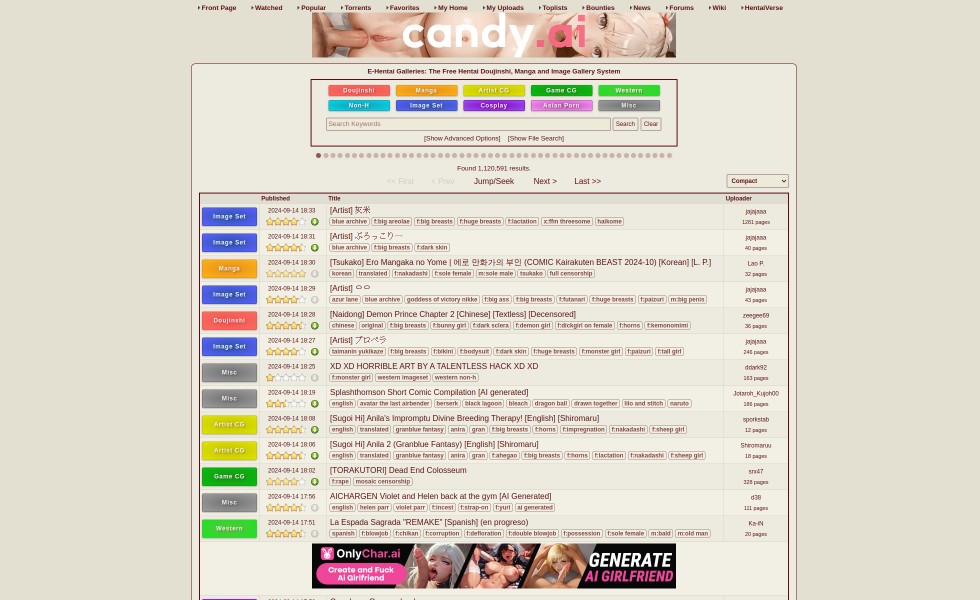 Front Page Watched Popular Torrents Favorites My Home My Uploads Toplists Bounties News Forums Wiki HentaiVerse
candy.ai
E-Hentai Galleries: The Free Hentai Doujinshi, Manga and Image Gallery System
Doujinshi Manga Artist CG Game CG Western
Non-H Image Set Cosplay Asian Porn Misc
Search Keywords Search Clear
[Show Advanced Options] [Show File Search]
Found 1,120,591 results.
<< First < Prev Jump/Seek Next > Last >> Compact
Published Title Uploader
Image Set 2024-09-14 18:33 [Artist] 灰米 jajajaaa
blue archive f:big areolae f:big breasts f:huge breasts f:lactation x:ffm threesome haikome 1281 pages
Image Set 2024-09-14 18:31 [Artist] ぶろっこりー jajajaaa
blue archive f:big breasts f:dark skin 40 pages
Manga 2024-09-14 18:30 [Tsukako] Ero Mangaka no Yome | 에로 만화가의 부인 (COMIC Kairakuten BEAST 2024-10) [Korean] [L. P.] Lao P.
korean translated f:nakadashi f:sole female m:sole male tsukako full censorship 32 pages
Image Set 2024-09-14 18:29 [Artist] ㅇㅇ jajajaaa
azur lane blue archive goddess of victory nikke f:big ass f:big breasts f:futanari f:huge breasts f:paizuri m:big penis 43 pages
Doujinshi 2024-09-14 18:28 [Naidong] Demon Prince Chapter 2 [Chinese] [Textless] [Decensored] zeegee69
chinese original f:big breasts f:bunny girl f:dark sclera f:demon girl f:dickgirl on female f:horns f:kemonomimi 36 pages
Image Set 2024-09-14 18:27 [Artist] プロペラ jajajaaa
taimanin yukikaze f:big breasts f:bikini f:bodysuit f:dark skin f:huge breasts f:monster girl f:paizuri f:tall girl 246 pages
Misc 2024-09-14 18:25 XD XD HORRIBLE ART BY A TALENTLESS HACK XD XD ddark92
f:monster girl western imageset western non-h 163 pages
Misc 2024-09-14 18:19 Splashthomson Short Comic Compilation [AI generated] Jotaroh_Kujoh00
english avatar the last airbender berserk black lagoon bleach dragon ball drawn together lilo and stitch naruto 186 pages
Artist CG 2024-09-14 18:08 [Sugoi Hi] Anila's Impromptu Divine Breeding Therapy! [English] [Shiromaru] sporkstab
english translated granblue fantasy anira gran f:big breasts f:horns f:impregnation f:nakadashi f:sheep girl 12 pages
Artist CG 2024-09-14 18:06 [Sugoi Hi] Anila 2 (Granblue Fantasy) [English] [Shiromaru] Shiromaruu
english translated granblue fantasy anira gran f:ahegao f:big breasts f:horns f:lactation f:nakadashi f:sheep girl 18 pages
Game CG 2024-09-14 18:02 [TORAKUTORI] Dead End Colosseum srx47
f:rape mosaic censorship 328 pages
Misc 2024-09-14 17:56 AICHARGEN Violet and Helen back at the gym [AI Generated] d38
english helen parr violet parr f:incest f:strap-on f:yuri ai generated 111 pages
Western 2024-09-14 17:51 La Espada Sagrada "REMAKE" [Spanish] (en progreso) Ka-iN
spanish f:blowjob f:chikan f:corruption f:defloration f:double blowjob f:possession f:sole female m:bald m:old man 20 pages
OnlyChar.ai GENERATE
Create and Fuck AI GIRLFRIEND
Ai Girlfriend